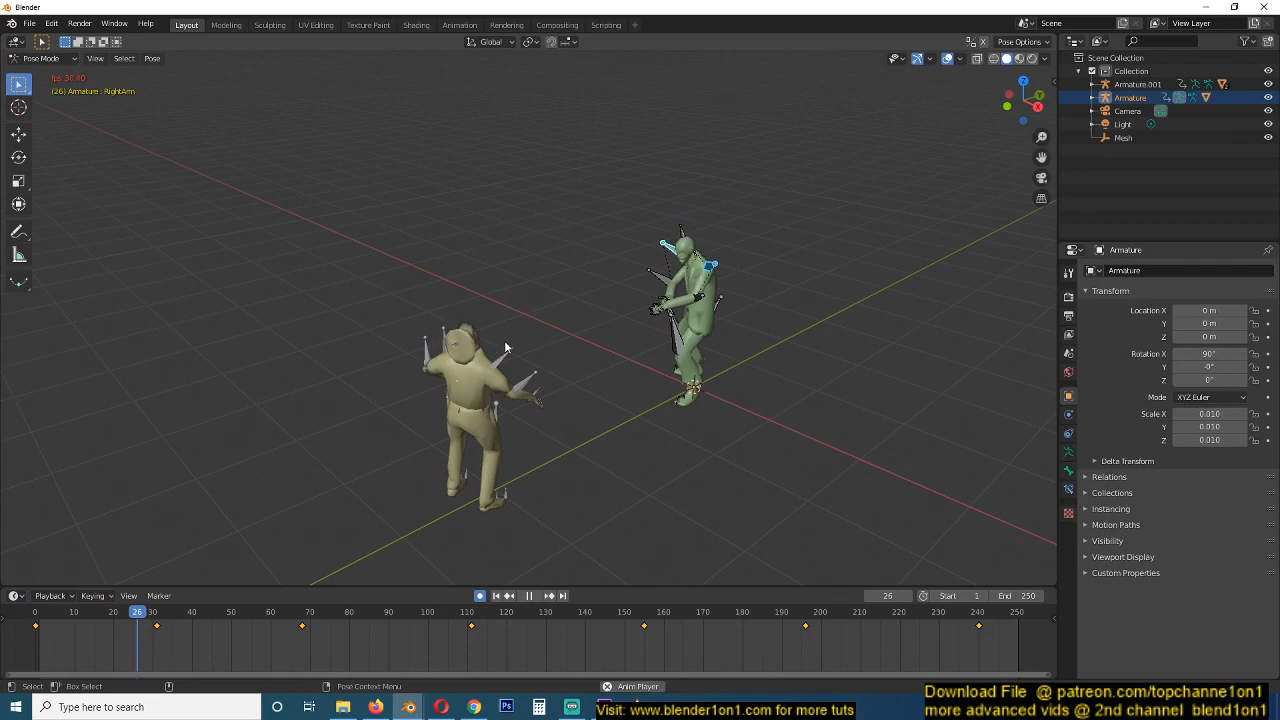 Blender
File Edit Render Window Help
Layout Modeling Sculpting UV Editing Texture Paint Shading Animation Rendering Compositing Scripting
Scene
View Layer
Global
Pose Options
Pose Mode View Select Pose
fps: 30.40
(26) Armature : RightArm
Z
Y
X
Scene Collection
Collection
Armature.001
Armature
Camera
Light
Mesh
Armature
Armature
Transform
Location X 0 m
Y 0 m
Z 0 m
Rotation X 90°
Y -0°
Z 0°
Mode XYZ Euler
Scale X 0.010
Y 0.010
Z 0.010
Delta Transform
Relations
Collections
Instancing
Motion Paths
Visibility
Viewport Display
Custom Properties
Playback Keying View Marker
26 Start 1 End 250
0 10 20 26 30 40 50 60 70 80 90 100 110 120 130 140 150 160 170 180 190 200 210 220 230 240 250
Select Box Select Pose Context Menu Anim Player
Type here to search
Visit: www.blender1on1.com for more tuts
Download File @ patreon.com/topchanne1on1
more advanced vids @ 2nd channel blend1on1